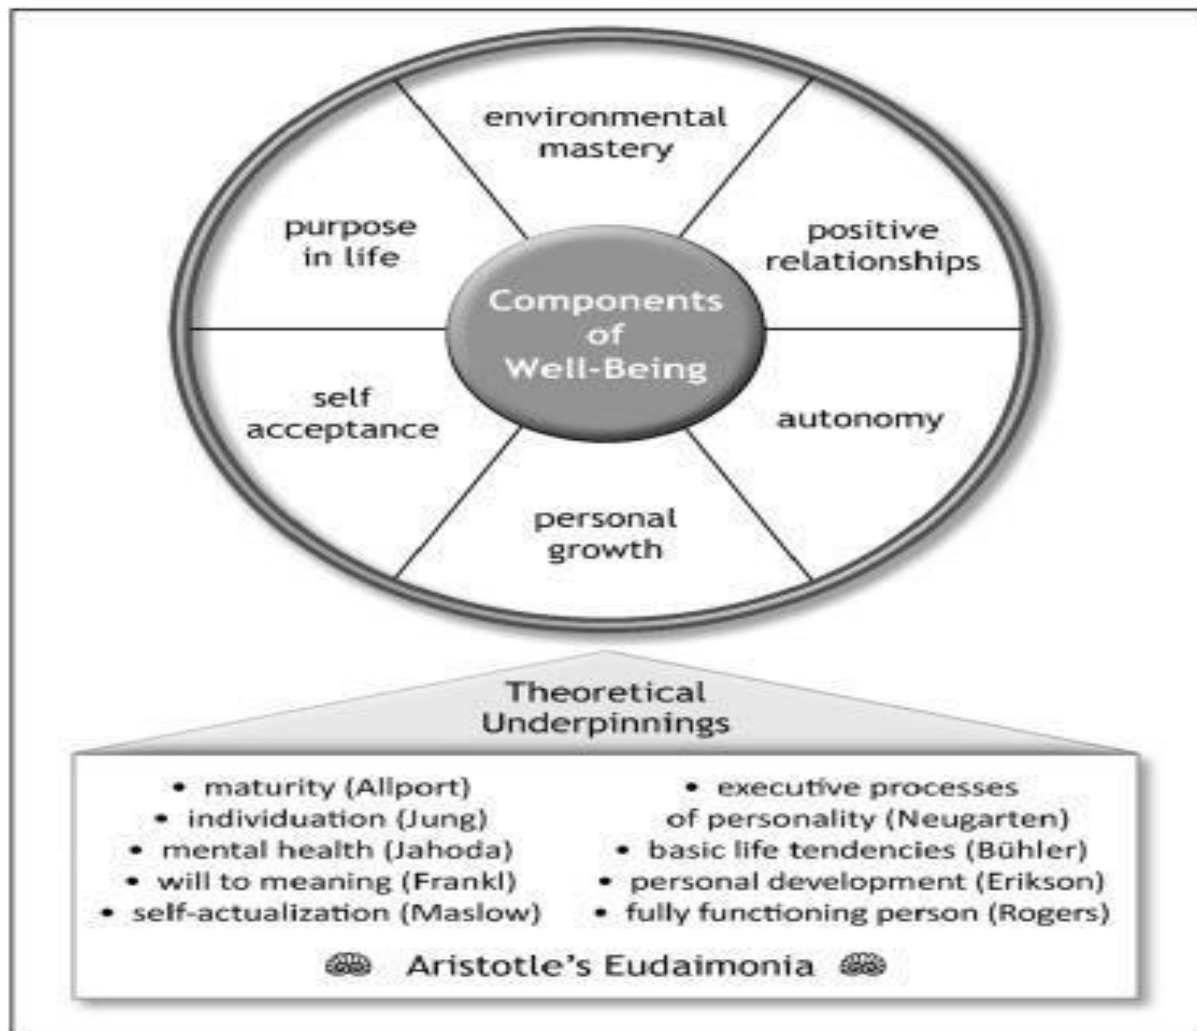 environmental
mastery
purpose
in life
positive
relationships
Components
of
Well-Being
self
acceptance
autonomy
personal
growth
Theoretical
Underpinnings
• maturity (Allport)
• individuation (Jung)
• mental health (Jahoda)
• will to meaning (Frankl)
• self-actualization (Maslow)
• executive processes
of personality (Neugarten)
• basic life tendencies (Bühler)
• personal development (Erikson)
• fully functioning person (Rogers)
Aristotle's Eudaimonia